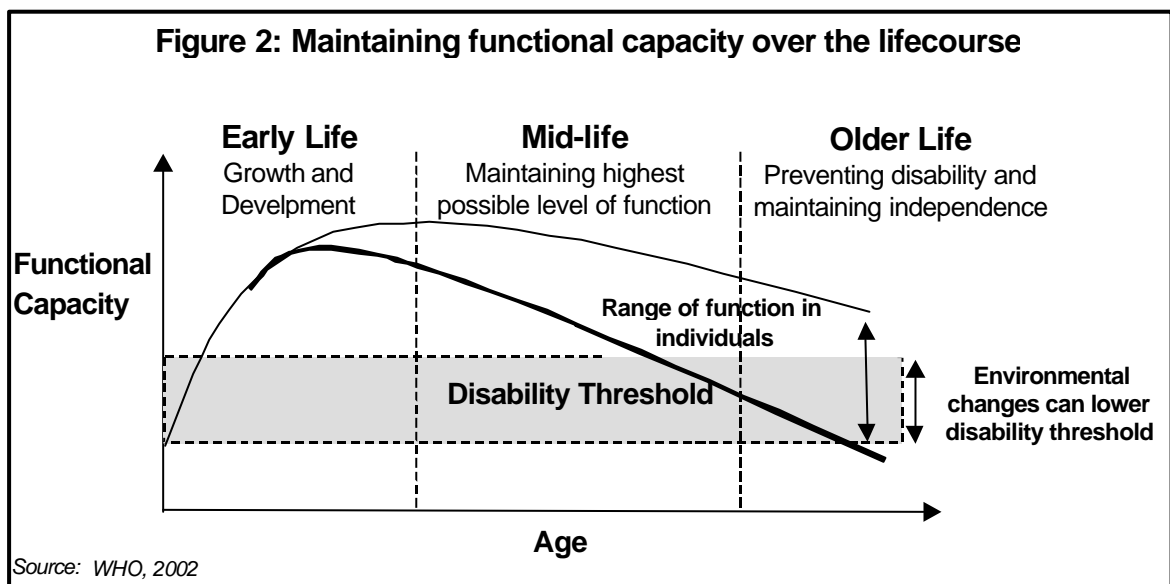 Figure 2: Maintaining functional capacity over the lifecourse
Early Life
Growth and
Develpment
Mid-life
Maintaining highest
possible level of function
Older Life
Preventing disability and
maintaining independence
Functional
Capacity
Range of function in
individuals
Disability Threshold
Environmental
changes can lower
disability threshold
Age
Source: WHO, 2002